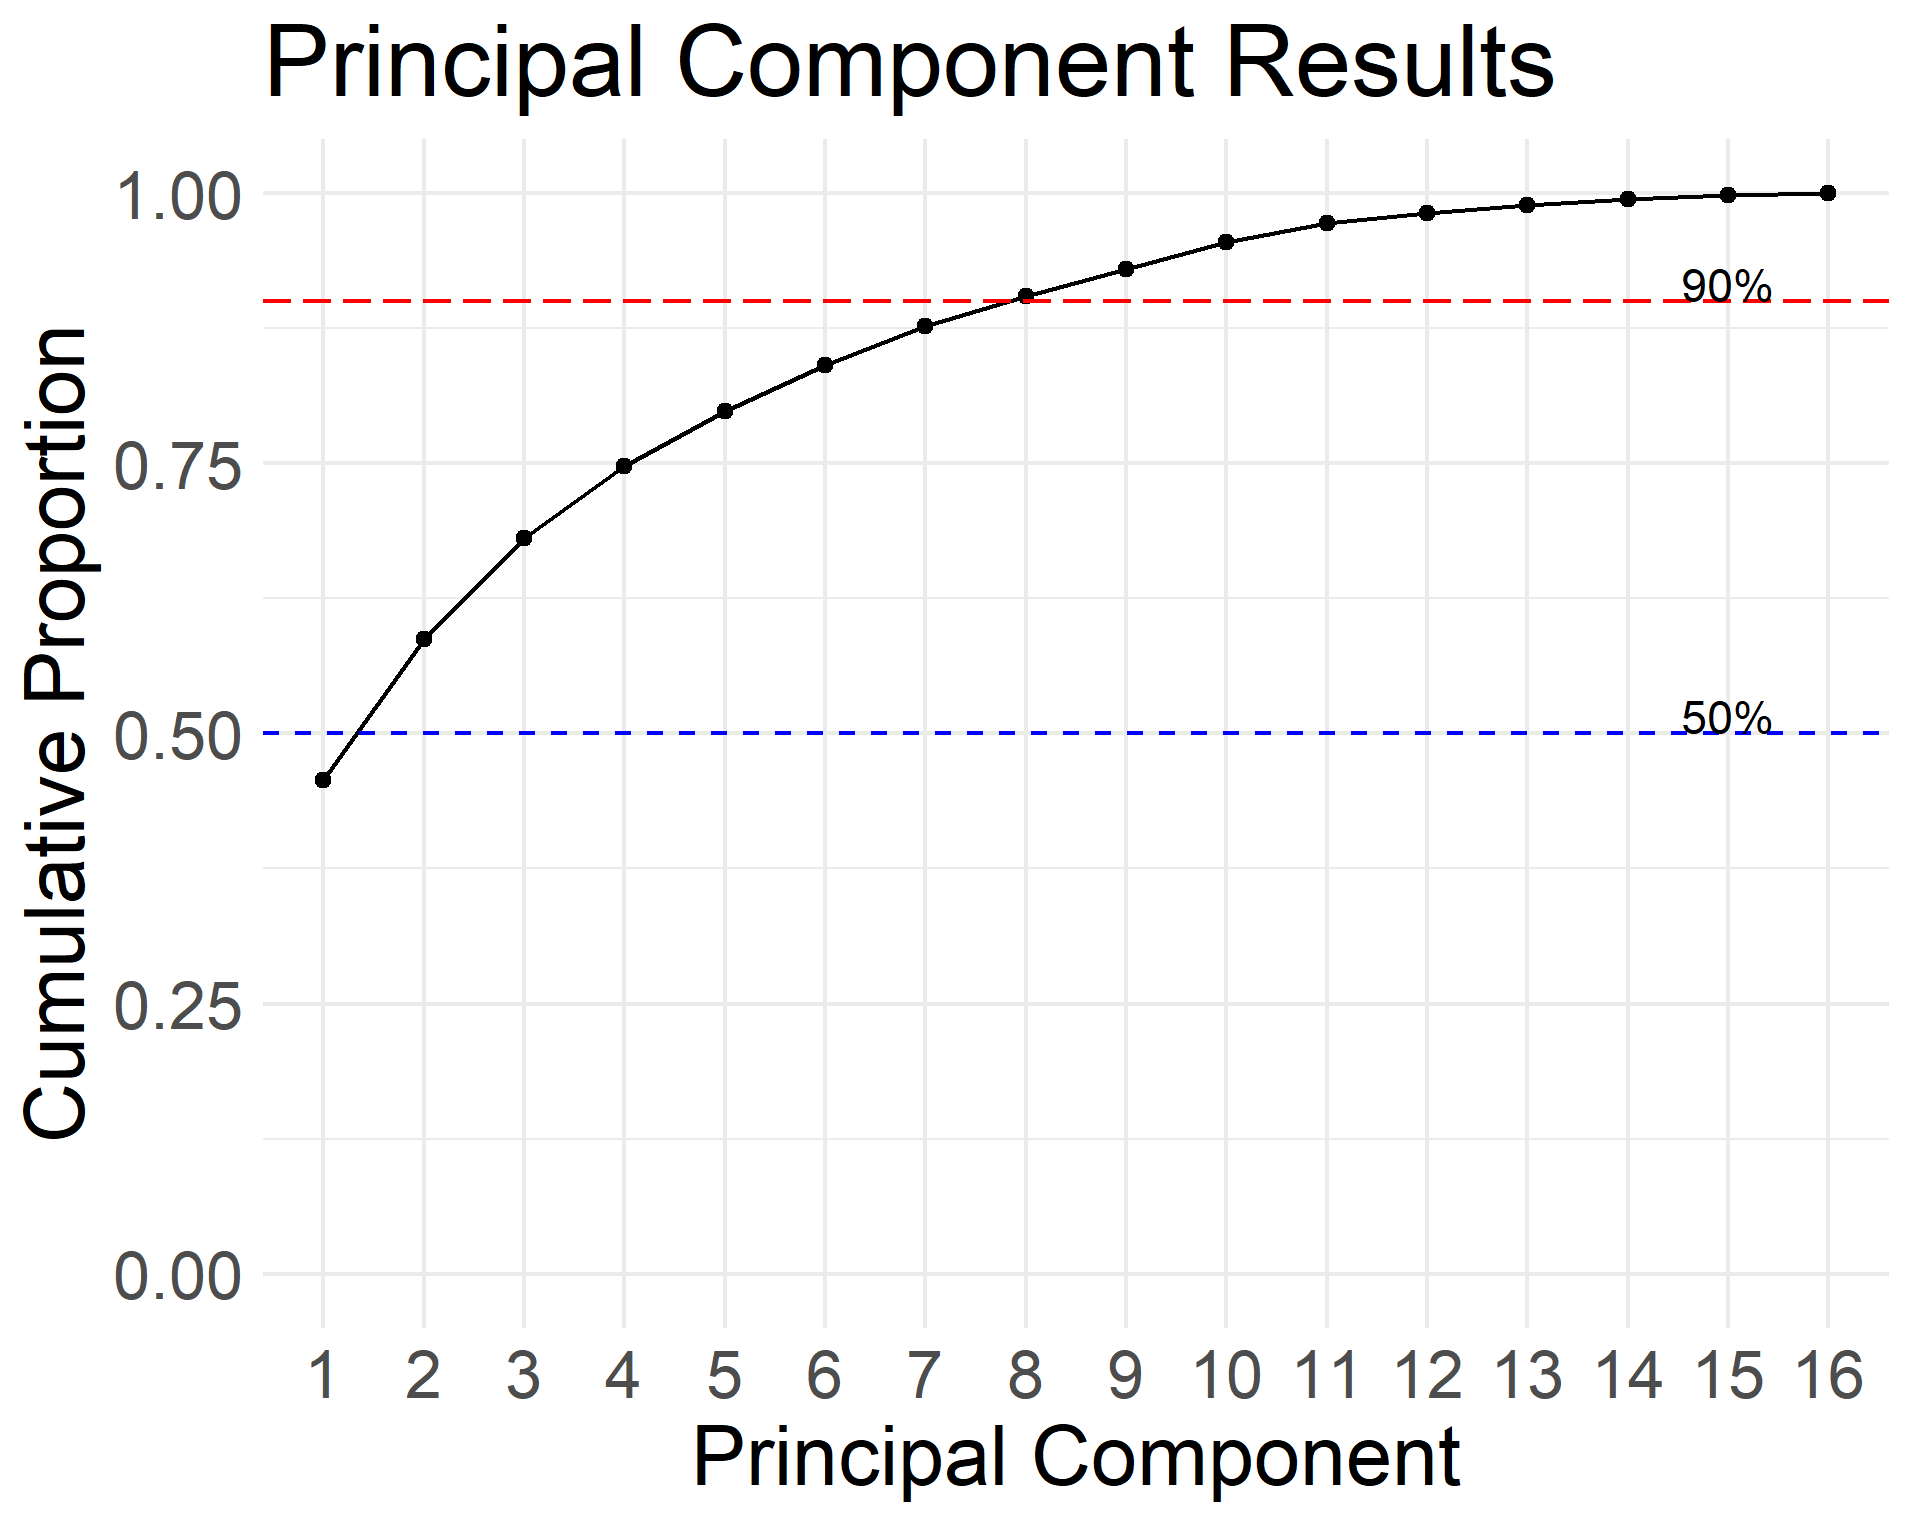 Principal Component Results
Cumulative Proportion
1.00
90%
0.75
50%
0.50
0.25
0.00
1 2 3 4 5 6 7 8 9 10 11 12 13 14 15 16
Principal Component